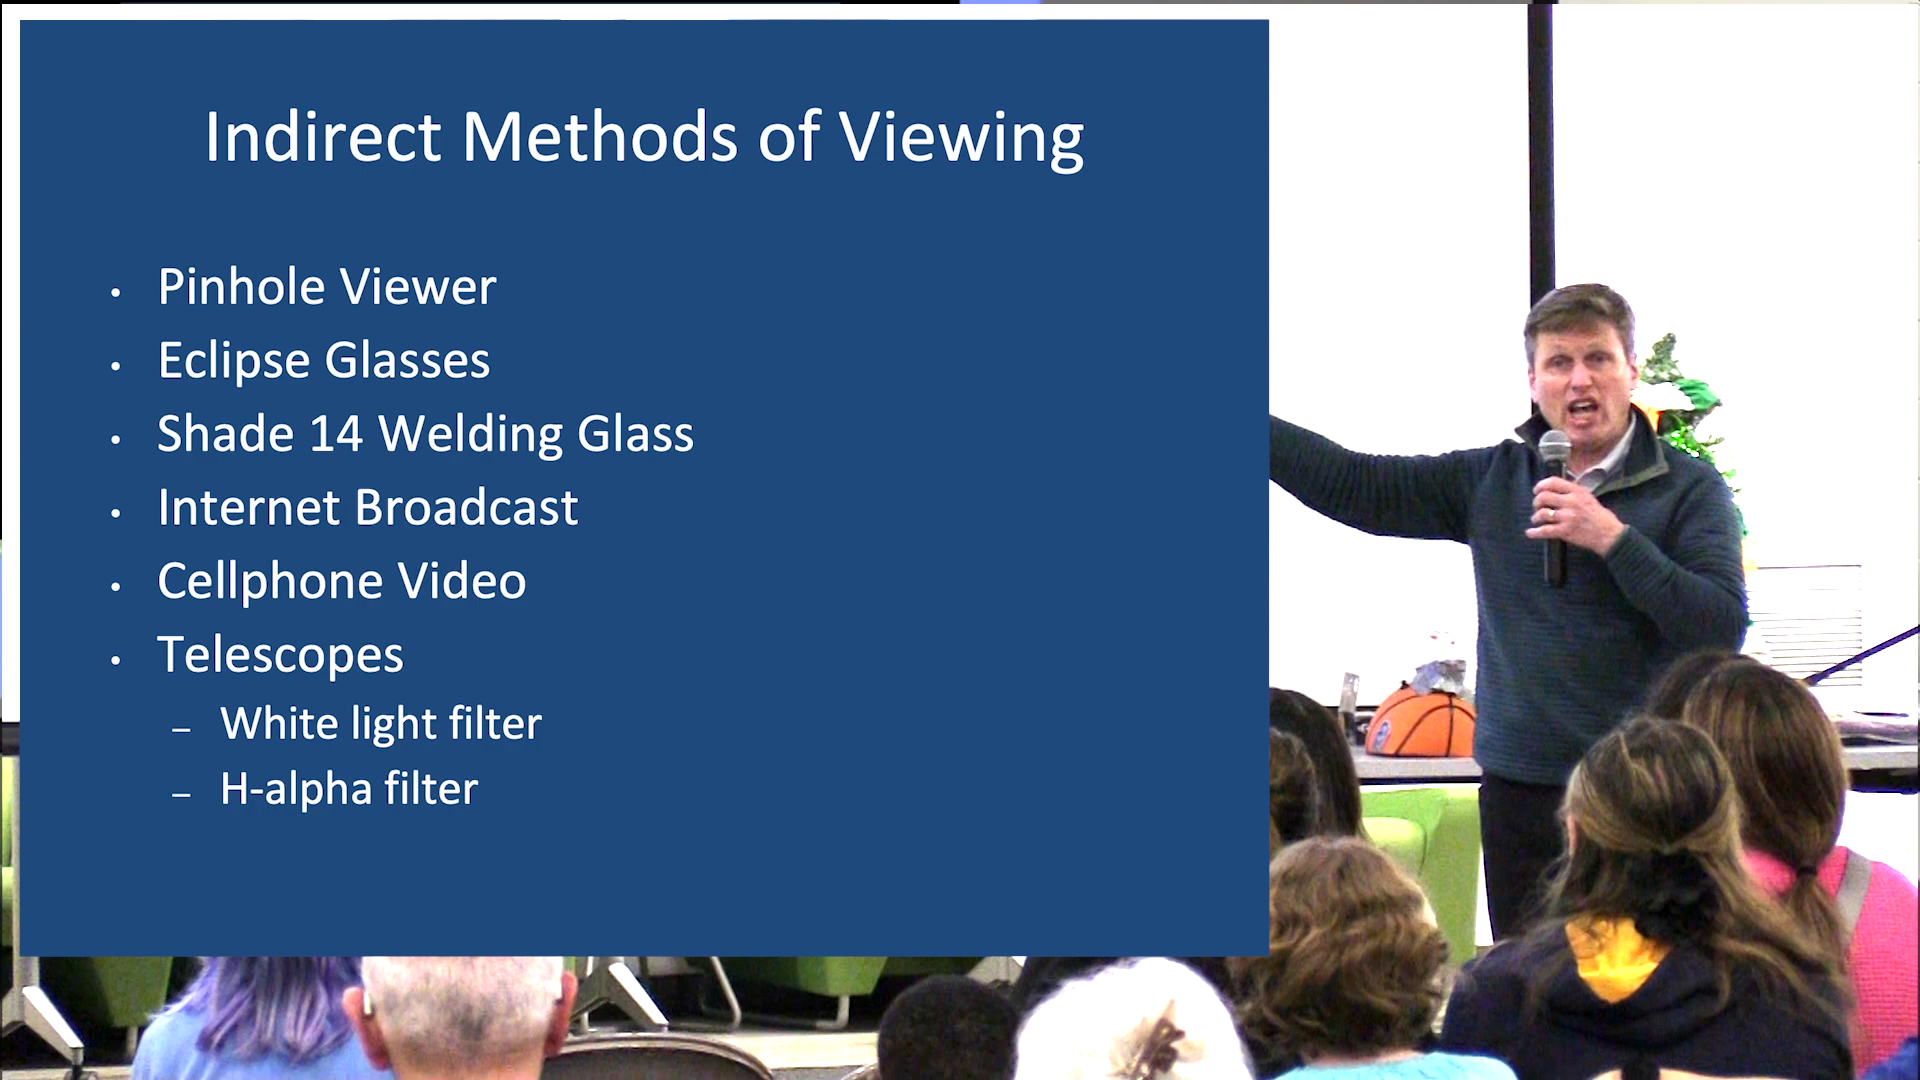 Indirect Methods of Viewing
• Pinhole Viewer
• Eclipse Glasses
• Shade 14 Welding Glass
• Internet Broadcast
• Cellphone Video
• Telescopes
– White light filter
– H-alpha filter